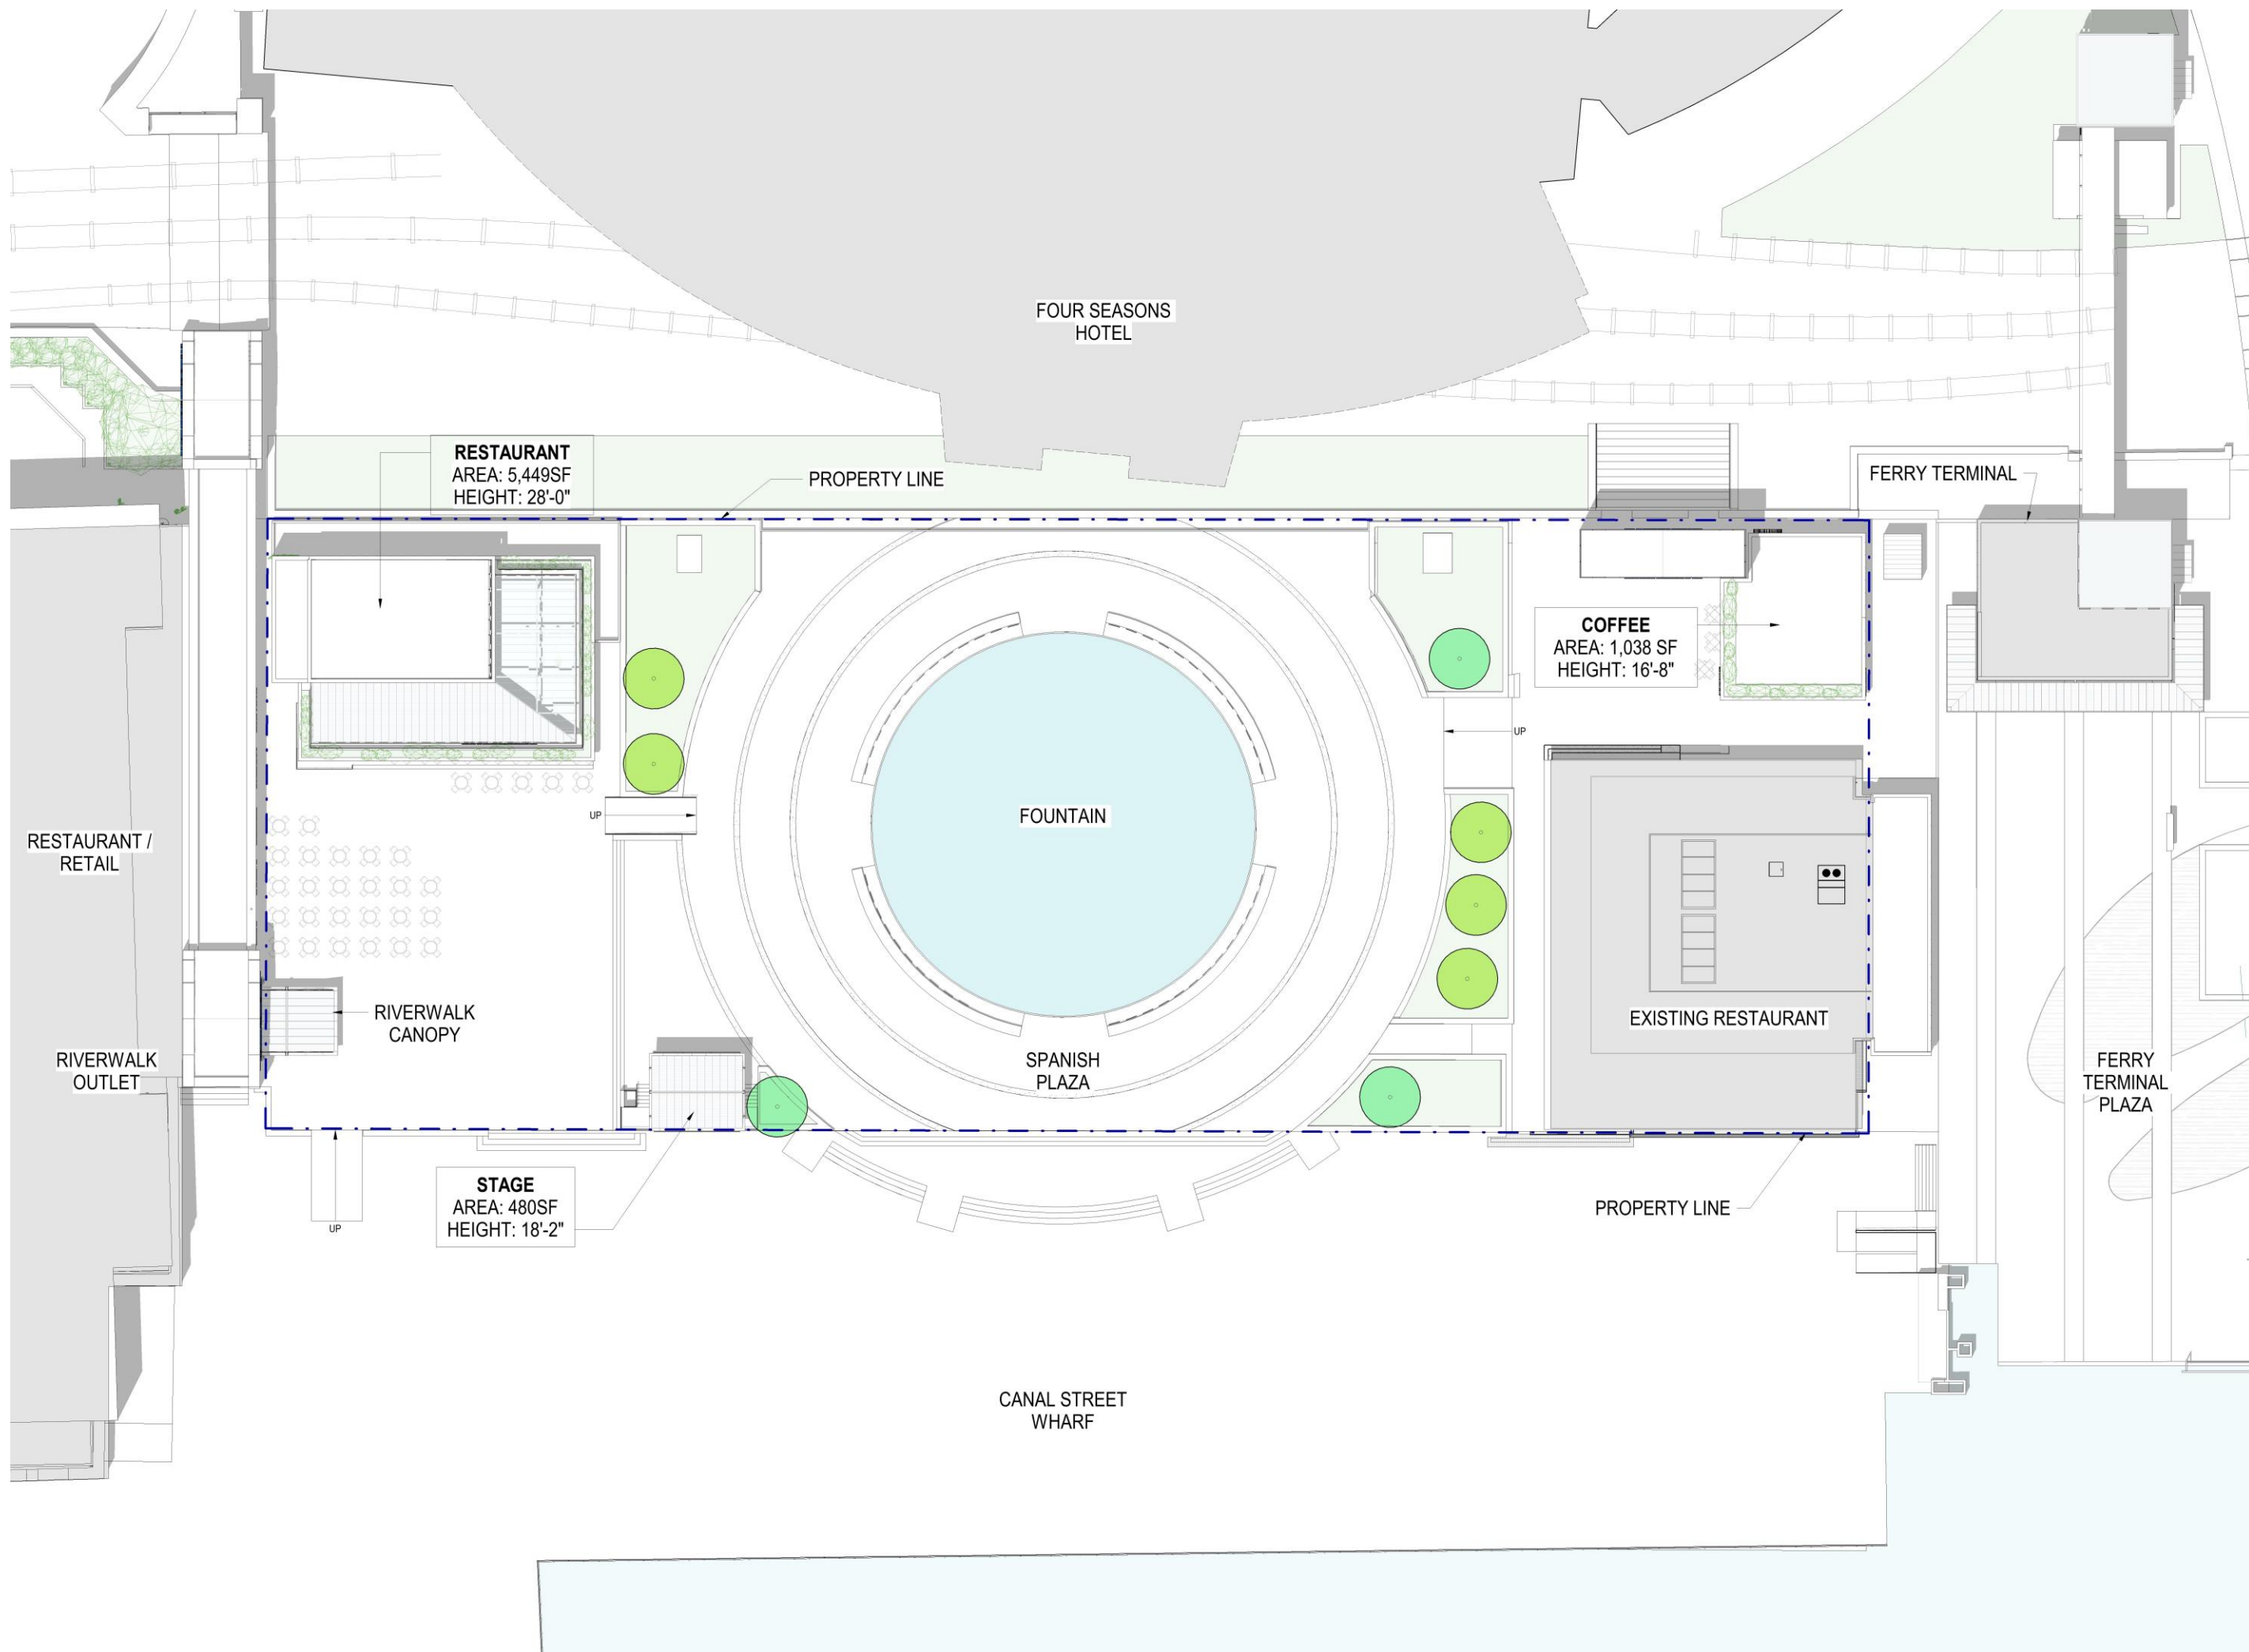 FOUR SEASONS
HOTEL
RESTAURANT
AREA: 5,449SF
HEIGHT: 28'-0"
PROPERTY LINE
FERRY TERMINAL
COFFEE
AREA: 1,038 SF
HEIGHT: 16'-8"
UP
UP
FOUNTAIN
RESTAURANT /
RETAIL
RIVERWALK
CANOPY
EXISTING RESTAURANT
RIVERWALK
OUTLET
SPANISH
PLAZA
FERRY
TERMINAL
PLAZA
STAGE
AREA: 480SF
HEIGHT: 18'-2"
UP
PROPERTY LINE
CANAL STREET
WHARF